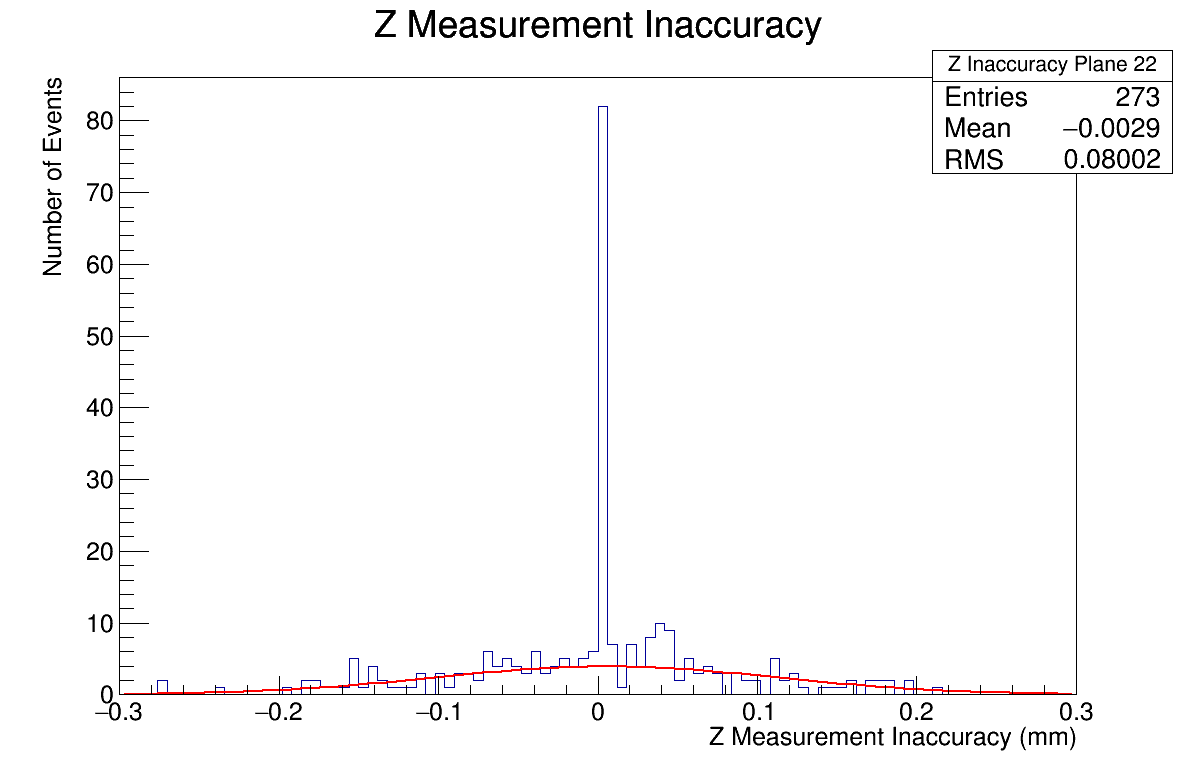 Z Measurement Inaccuracy
Z Inaccuracy Plane 22
Entries 273
Mean −0.0029
RMS 0.08002
Number of Events
80
70
60
50
40
30
20
10
0
−0.3 −0.2 −0.1 0 0.1 0.2 0.3
Z Measurement Inaccuracy (mm)